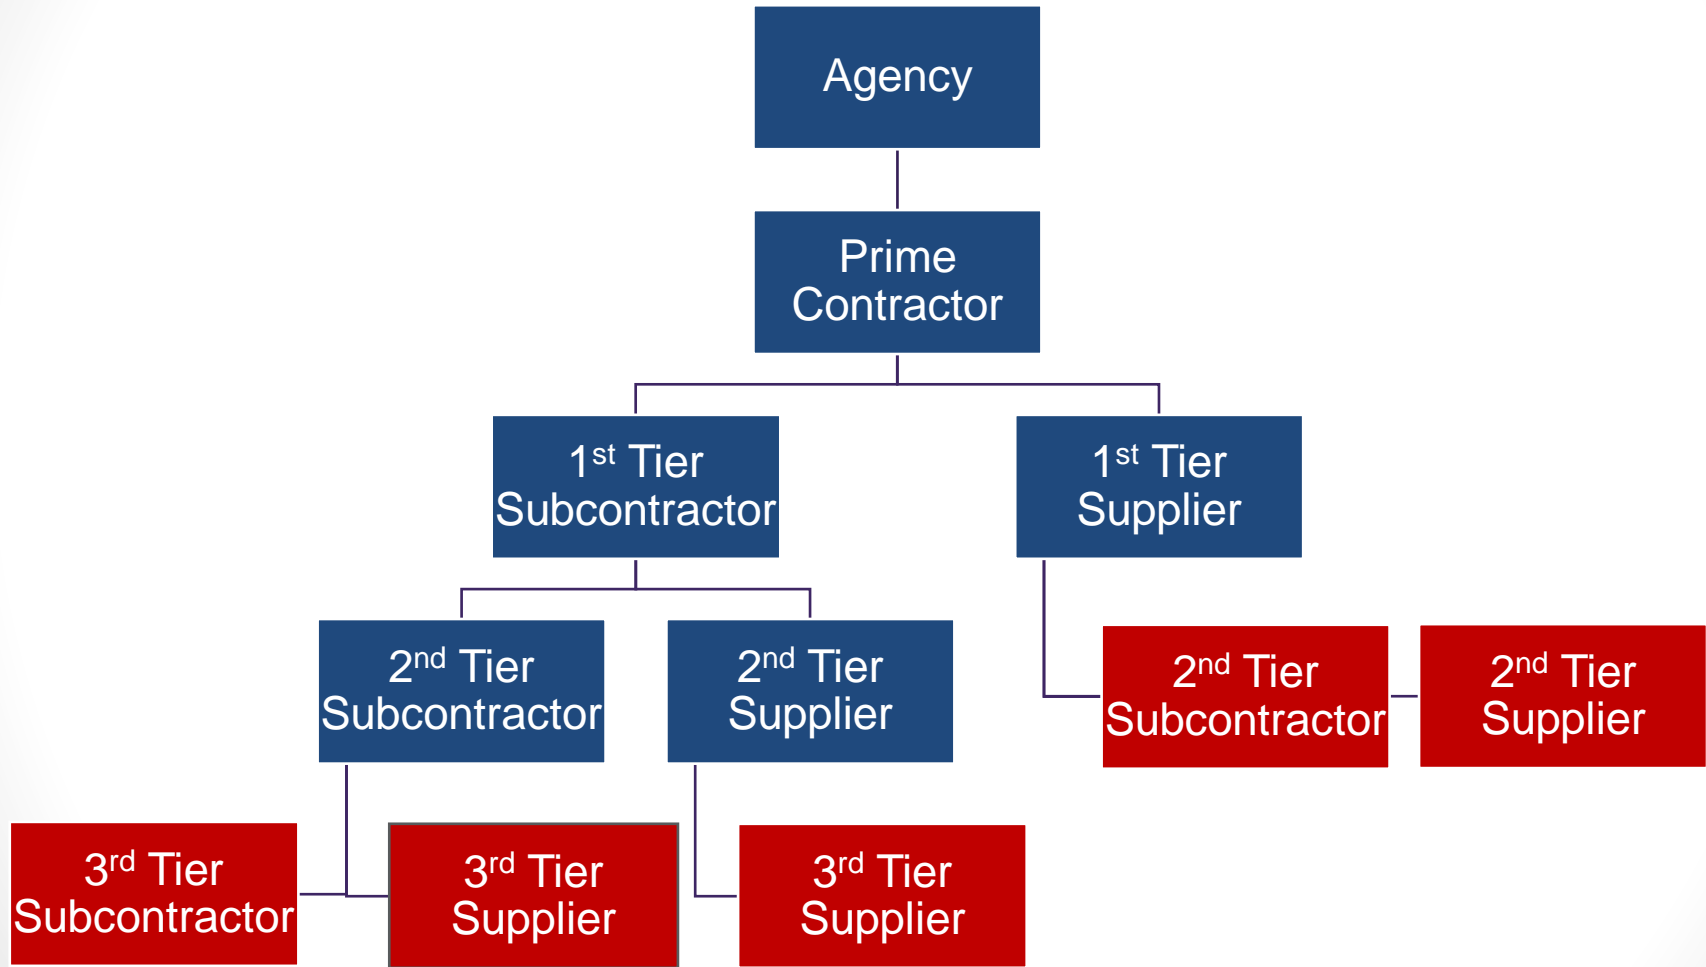 Agency
Prime
Contractor
1st Tier
Subcontractor
1st Tier
Supplier
2nd Tier
Subcontractor
2nd Tier
Supplier
2nd Tier
Subcontractor
2nd Tier
Supplier
3rd Tier
Subcontractor
3rd Tier
Supplier
3rd Tier
Supplier